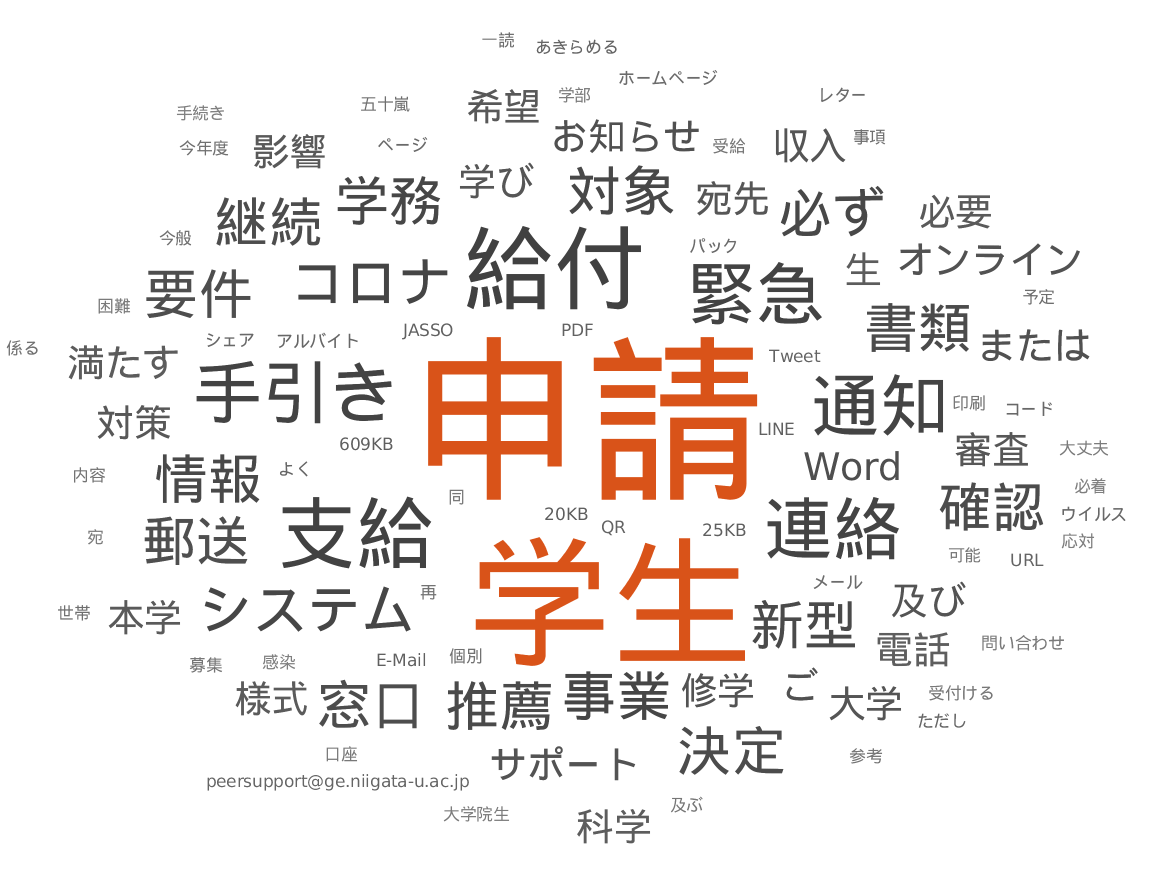 一読 あきらめる
ホームページ
手続き 五十嵐 希望 学部 レター
今年度 影響 ページ お知らせ 受給 収入 事項
継続 学務 学び 対象 宛先 必ず 必要
今般 要件 コロナ 給付 パック 緊急 生 オンライン
困難 予定
係る 満たす シェア アルバイト JASSO PDF Tweet 書類 または
対策 手引き 609KB 申請 LINE 通知 印刷 コード
内容 情報 よく Word 審査 大丈夫
宛 郵送 支給 同 20KB QR 25KB 連絡 確認 必着
ウイルス
応対
可能 URL
世帯 本学 システム 再 学生 メール 新型 及び
募集 感染 E-Mail 個別 電話 問い合わせ
様式 窓口 推薦 事業 修学 ご 大学 受付ける
ただし
口座 サポート 決定 参考
peersupport@ge.niigata-u.ac.jp
大学院生 科学 及ぶ